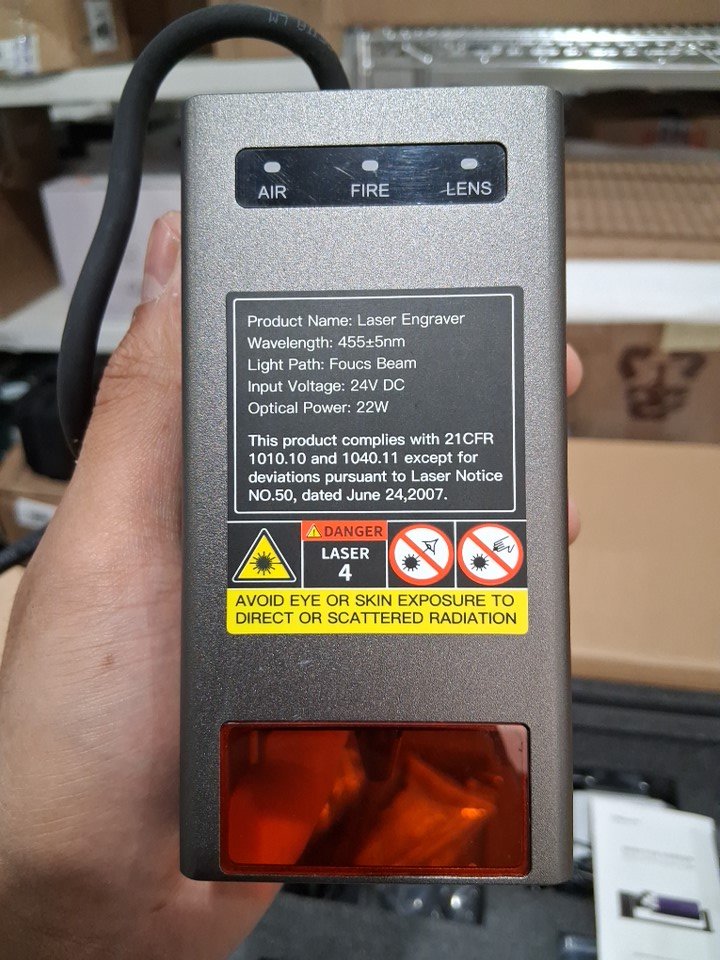 AIR FIRE LENS
Product Name: Laser Engraver
Wavelength: 455±5nm
Light Path: Foucs Beam
Input Voltage: 24V DC
Optical Power: 22W
This product complies with 21CFR
1010.10 and 1040.11 except for
deviations pursuant to Laser Notice
NO.50, dated June 24,2007.
DANGER
LASER
4
AVOID EYE OR SKIN EXPOSURE TO
DIRECT OR SCATTERED RADIATION